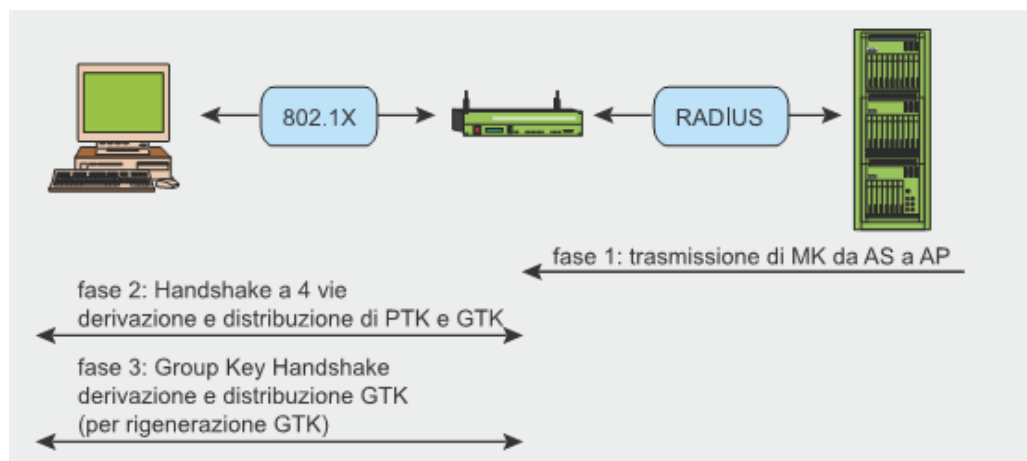 802.1X
RADIUS
fase 1: trasmissione di MK da AS a AP
fase 2: Handshake a 4 vie
derivazione e distribuzione di PTK e GTK
fase 3: Group Key Handshake
derivazione e distribuzione GTK
(per rigenerazione GTK)